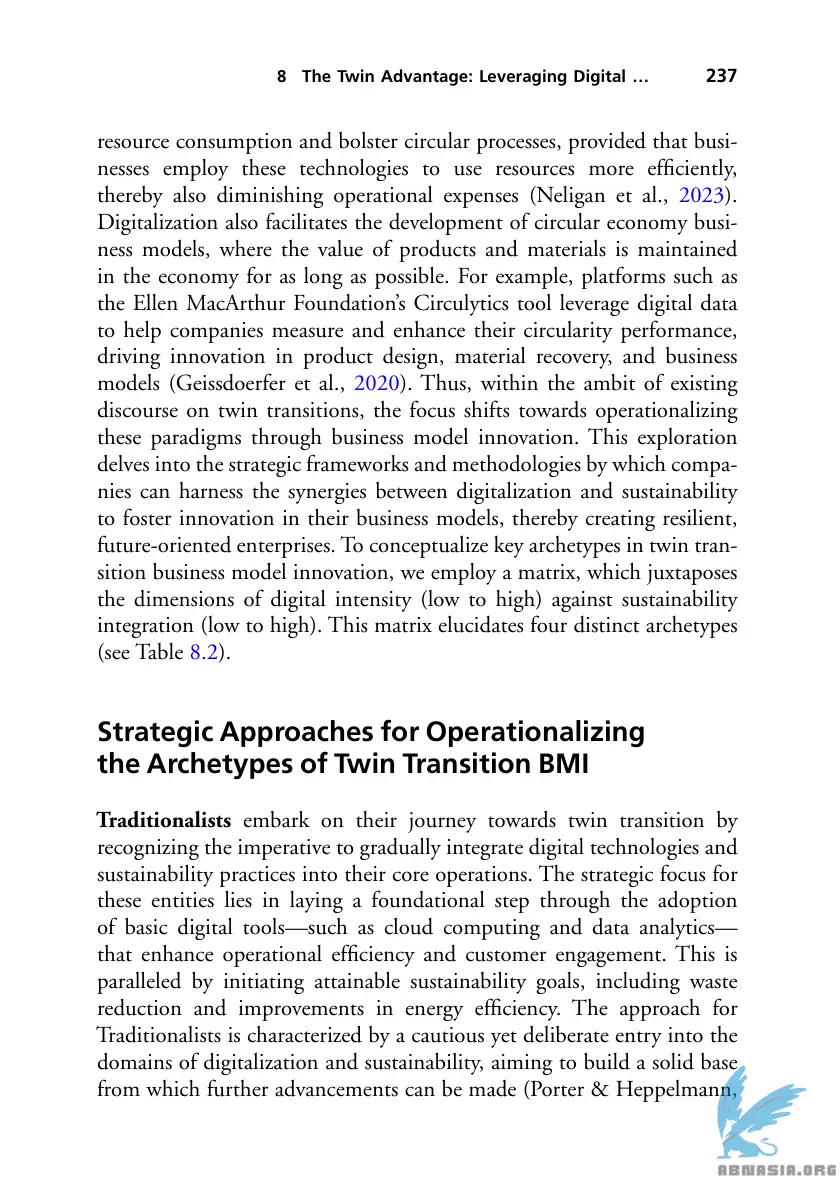 8 The Twin Advantage: Leveraging Digital … 237
resource consumption and bolster circular processes, provided that busi-
nesses employ these technologies to use resources more efficiently,
thereby also diminishing operational expenses (Neligan et al., 2023).
Digitalization also facilitates the development of circular economy busi-
ness models, where the value of products and materials is maintained
in the economy for as long as possible. For example, platforms such as
the Ellen MacArthur Foundation’s Circulytics tool leverage digital data
to help companies measure and enhance their circularity performance,
driving innovation in product design, material recovery, and business
models (Geissdoerfer et al., 2020). Thus, within the ambit of existing
discourse on twin transitions, the focus shifts towards operationalizing
these paradigms through business model innovation. This exploration
delves into the strategic frameworks and methodologies by which compa-
nies can harness the synergies between digitalization and sustainability
to foster innovation in their business models, thereby creating resilient,
future-oriented enterprises. To conceptualize key archetypes in twin tran-
sition business model innovation, we employ a matrix, which juxtaposes
the dimensions of digital intensity (low to high) against sustainability
integration (low to high). This matrix elucidates four distinct archetypes
(see Table 8.2).
Strategic Approaches for Operationalizing
the Archetypes of Twin Transition BMI
Traditionalists embark on their journey towards twin transition by
recognizing the imperative to gradually integrate digital technologies and
sustainability practices into their core operations. The strategic focus for
these entities lies in laying a foundational step through the adoption
of basic digital tools—such as cloud computing and data analytics—
that enhance operational efficiency and customer engagement. This is
paralleled by initiating attainable sustainability goals, including waste
reduction and improvements in energy efficiency. The approach for
Traditionalists is characterized by a cautious yet deliberate entry into the
domains of digitalization and sustainability, aiming to build a solid base
from which further advancements can be made (Porter & Heppelmann,
ABNASIA.ORG